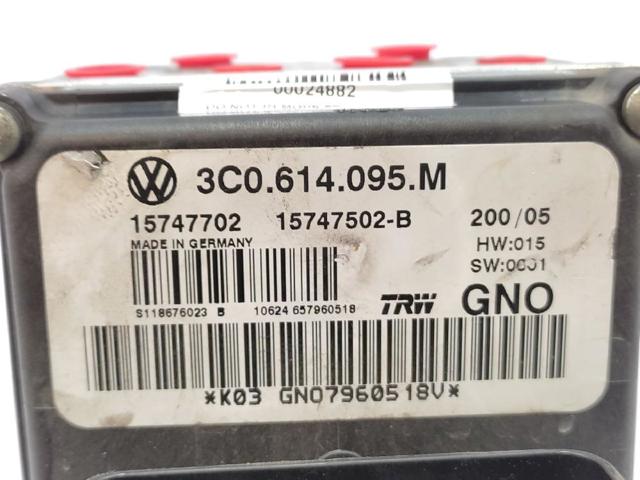 00024882
3C0.614.095.M
15747702 15747502-B 200/05
MADE IN GERMANY HW:015
SW:0001
S118676023 B 10624 657960518 TRW GNO
*K03 GNO7960518V*